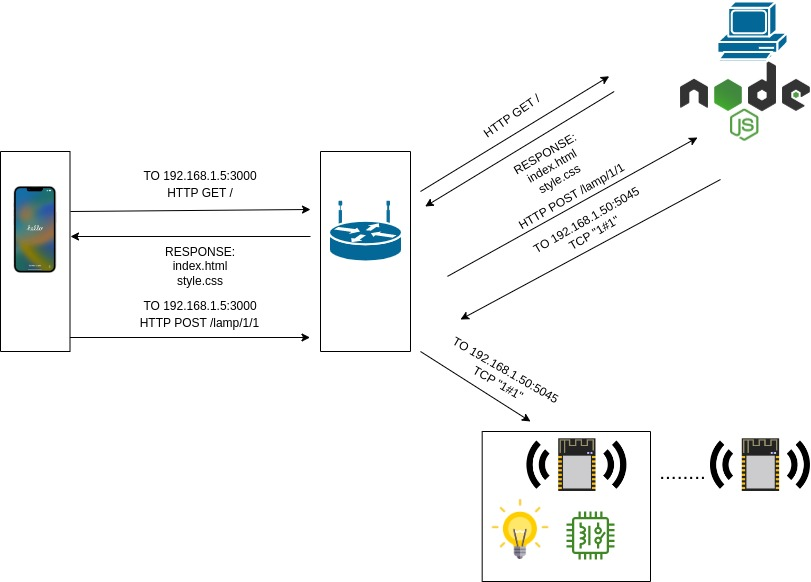 node
JS
HTTP GET /
RESPONSE:
index.html
style.css
HTTP POST /lamp/1/1
TO 192.168.1.50:5045
TCP "1#1"
TO 192.168.1.5:3000
HTTP GET /
hello
RESPONSE:
index.html
style.css
TO 192.168.1.5:3000
HTTP POST /lamp/1/1
TO 192.168.1.50:5045
TCP "1#1"
........